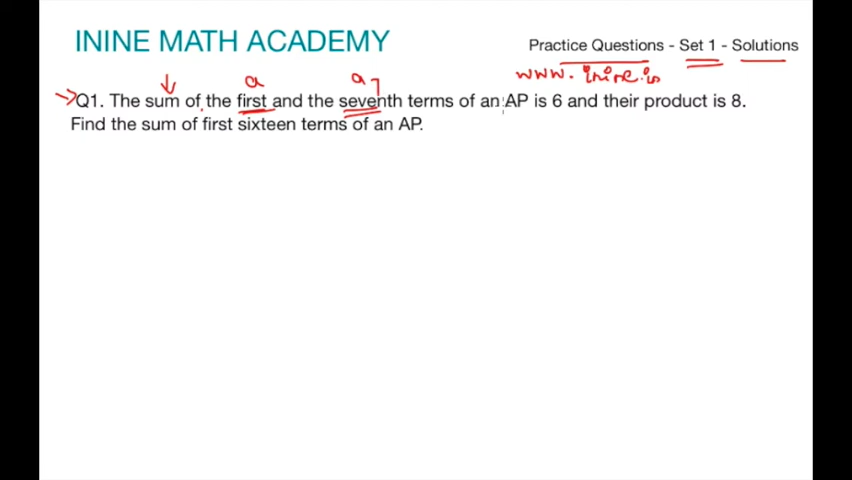 ININE MATH ACADEMY
Practice Questions - Set 1 - Solutions
www.inine.in
a a7
Q1. The sum of the first and the seventh terms of an AP is 6 and their product is 8.
Find the sum of first sixteen terms of an AP.